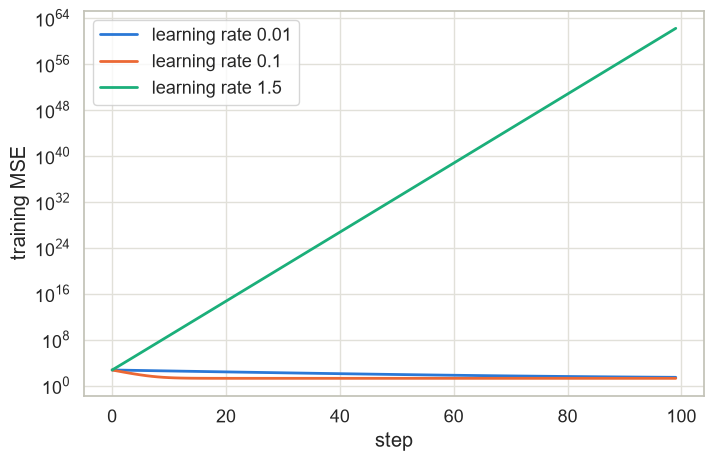 learning rate 0.01
learning rate 0.1
learning rate 1.5
training MSE
10^64
10^56
10^48
10^40
10^32
10^24
10^16
10^8
10^0
0 20 40 60 80 100
step